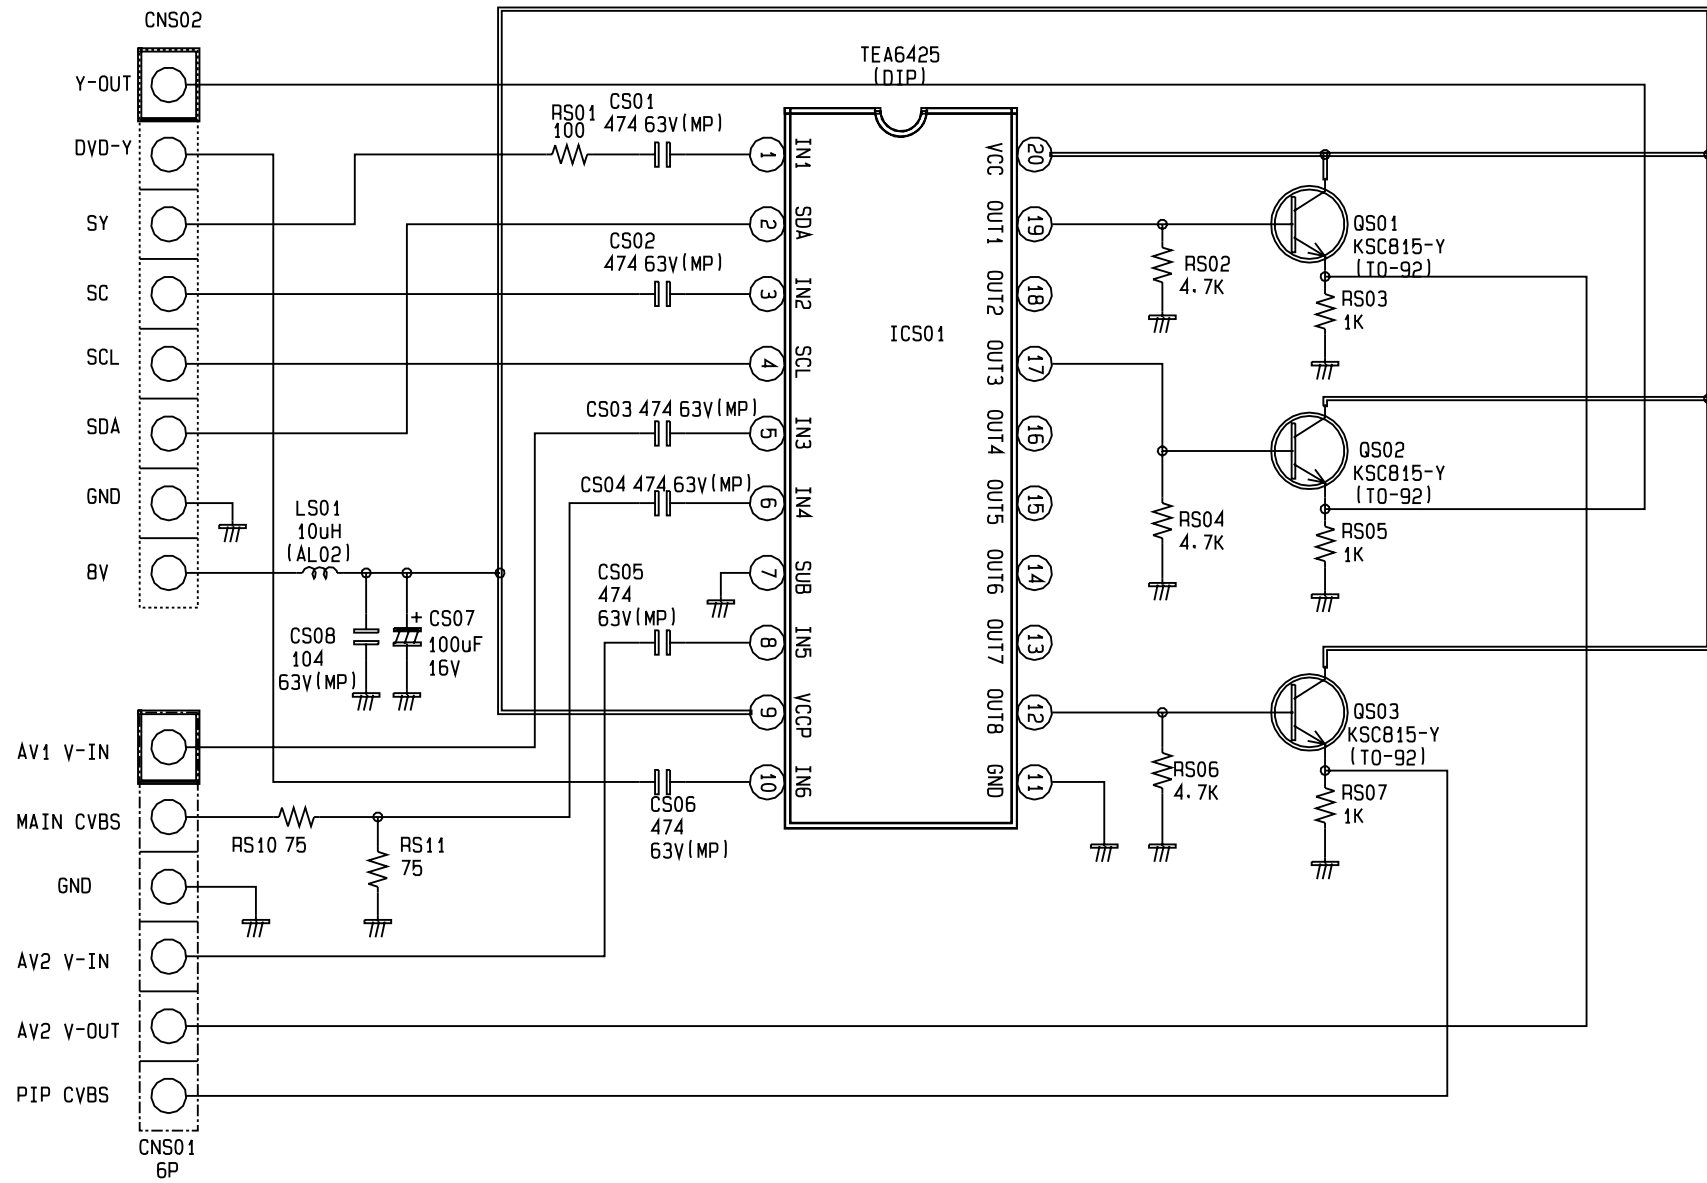 CNS02
Y-OUT
DVD-Y
SY
SC
SCL
SDA
GND
8V
LS01
10uH
(AL02)
CS08
104
63V(MP)
+ CS07
100uF
16V
RS01
100
CS01
474 63V(MP)
CS02
474 63V(MP)
CS03 474 63V(MP)
CS04 474 63V(MP)
CS05
474
63V(MP)
CS06
474
63V(MP)
TEA6425
(DIP)
ICS01
1 IN1
2 SDA
3 IN2
4 SCL
5 IN3
6 IN4
7 SUB
8 IN5
9 VCCP
10 IN6
VCC 20
OUT1 19
OUT2 18
OUT3 17
OUT4 16
OUT5 15
OUT6 14
OUT7 13
OUT8 12
GND 11
RS02
4.7K
QS01
KSC815-Y
(TO-92)
RS03
1K
RS04
4.7K
QS02
KSC815-Y
(TO-92)
RS05
1K
RS06
4.7K
QS03
KSC815-Y
(TO-92)
RS07
1K
AV1 V-IN
MAIN CVBS
GND
AV2 V-IN
AV2 V-OUT
PIP CVBS
RS10 75
RS11
75
CNS01
6P